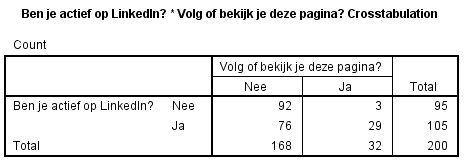 Ben je actief op LinkedIn? * Volg of bekijk je deze pagina? Crosstabulation
Count
Volg of bekijk je deze pagina?
Nee Ja Total
Ben je actief op LinkedIn? Nee 92 3 95
Ja 76 29 105
Total 168 32 200